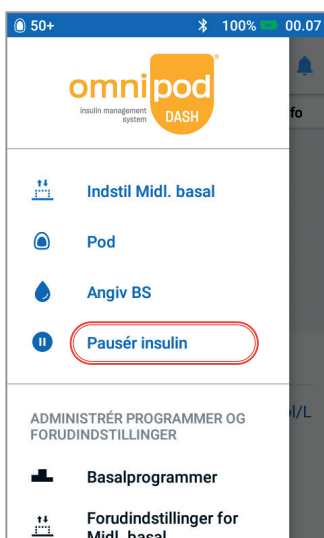 50+ 100% 00.07
omnipod
insulin management
system
DASH
fo
Indstil Midl. basal
Pod
Angiv BS
Pausér insulin
ol/L
ADMINISTRÉR PROGRAMMER OG
FORUDINDSTILLINGER
Basalprogrammer
Forudindstillinger for
Midl. basal